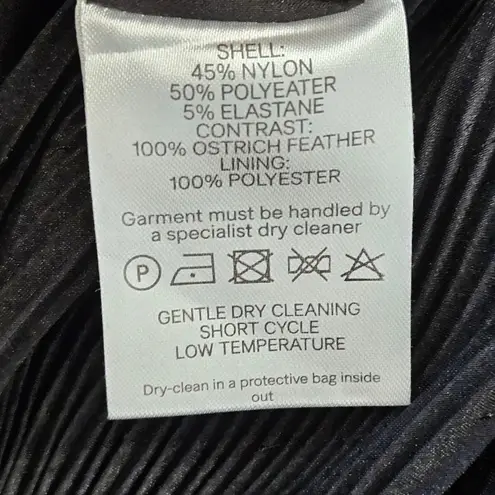 SHELL:
45% NYLON
50% POLYEATER
5% ELASTANE
CONTRAST:
100% OSTRICH FEATHER
LINING:
100% POLYESTER
Garment must be handled by
a specialist dry cleaner
P
GENTLE DRY CLEANING
SHORT CYCLE
LOW TEMPERATURE
Dry-clean in a protective bag inside
out